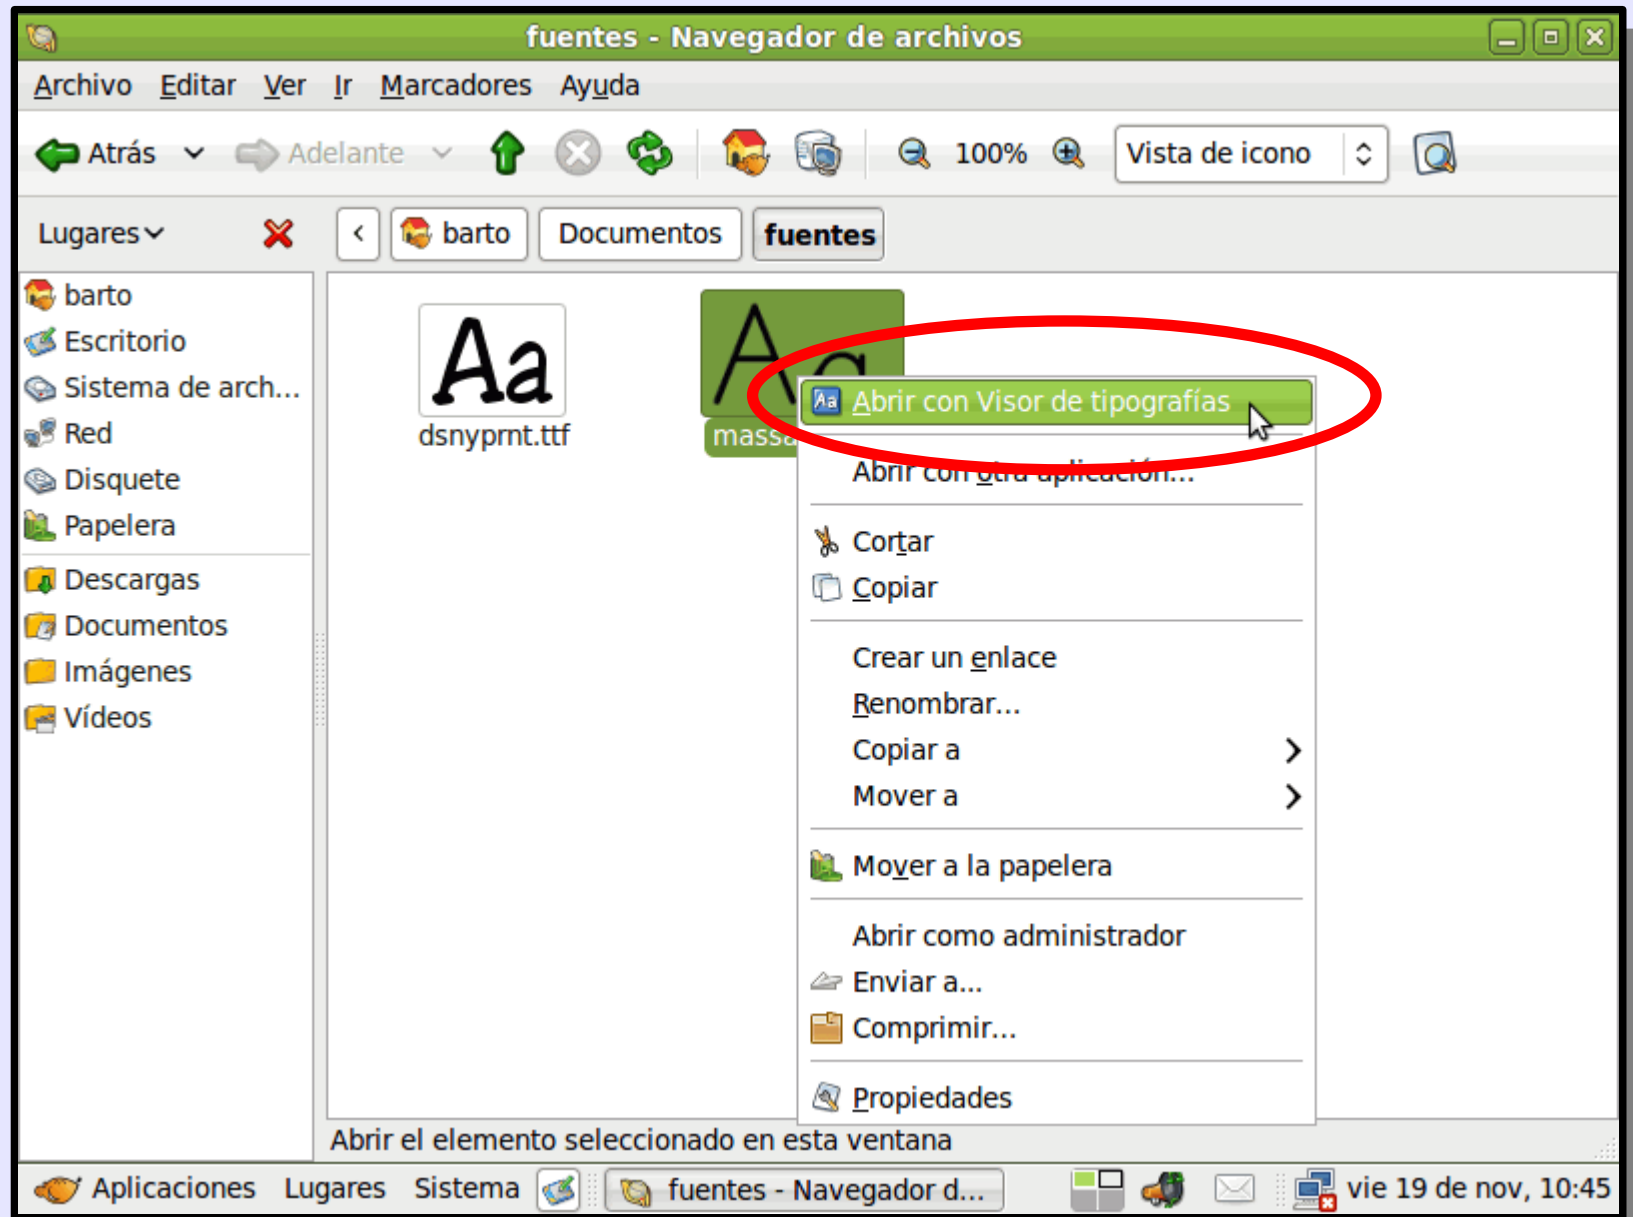 fuentes - Navegador de archivos
Archivo Editar Ver Ir Marcadores Ayuda
Atrás Adelante 100% Vista de icono
Lugares barto Documentos fuentes
barto
Escritorio
Sistema de arch...
Red
Disquete
Papelera
Descargas
Documentos
Imágenes
Vídeos
Aa
dsnyprnt.ttf
Aa Abrir con Visor de tipografías
Abrir con otra aplicación...
Cortar
Copiar
Crear un enlace
Renombrar...
Copiar a
Mover a
Mover a la papelera
Abrir como administrador
Enviar a...
Comprimir...
Propiedades
Abrir el elemento seleccionado en esta ventana
Aplicaciones Lugares Sistema fuentes - Navegador d... vie 19 de nov, 10:45